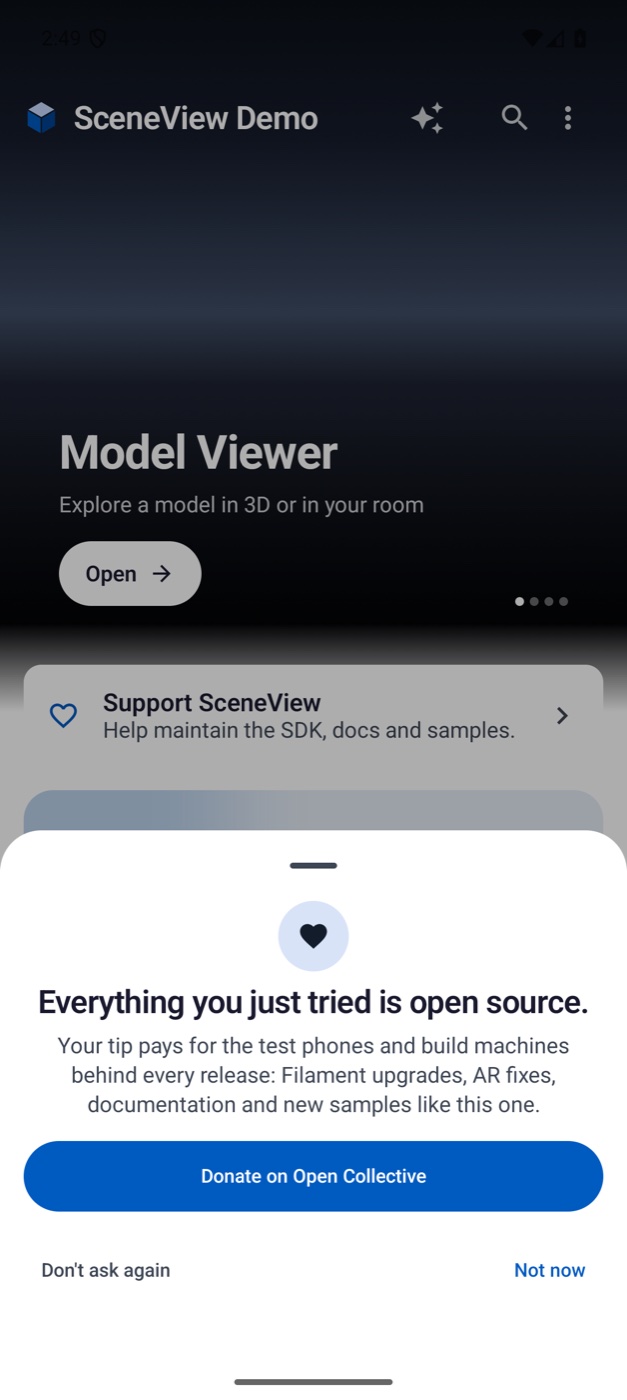 2:49
SceneView Demo
Model Viewer
Explore a model in 3D or in your room
Open
Support SceneView
Help maintain the SDK, docs and samples.
Everything you just tried is open source.
Your tip pays for the test phones and build machines
behind every release: Filament upgrades, AR fixes,
documentation and new samples like this one.
Donate on Open Collective
Don't ask again
Not now